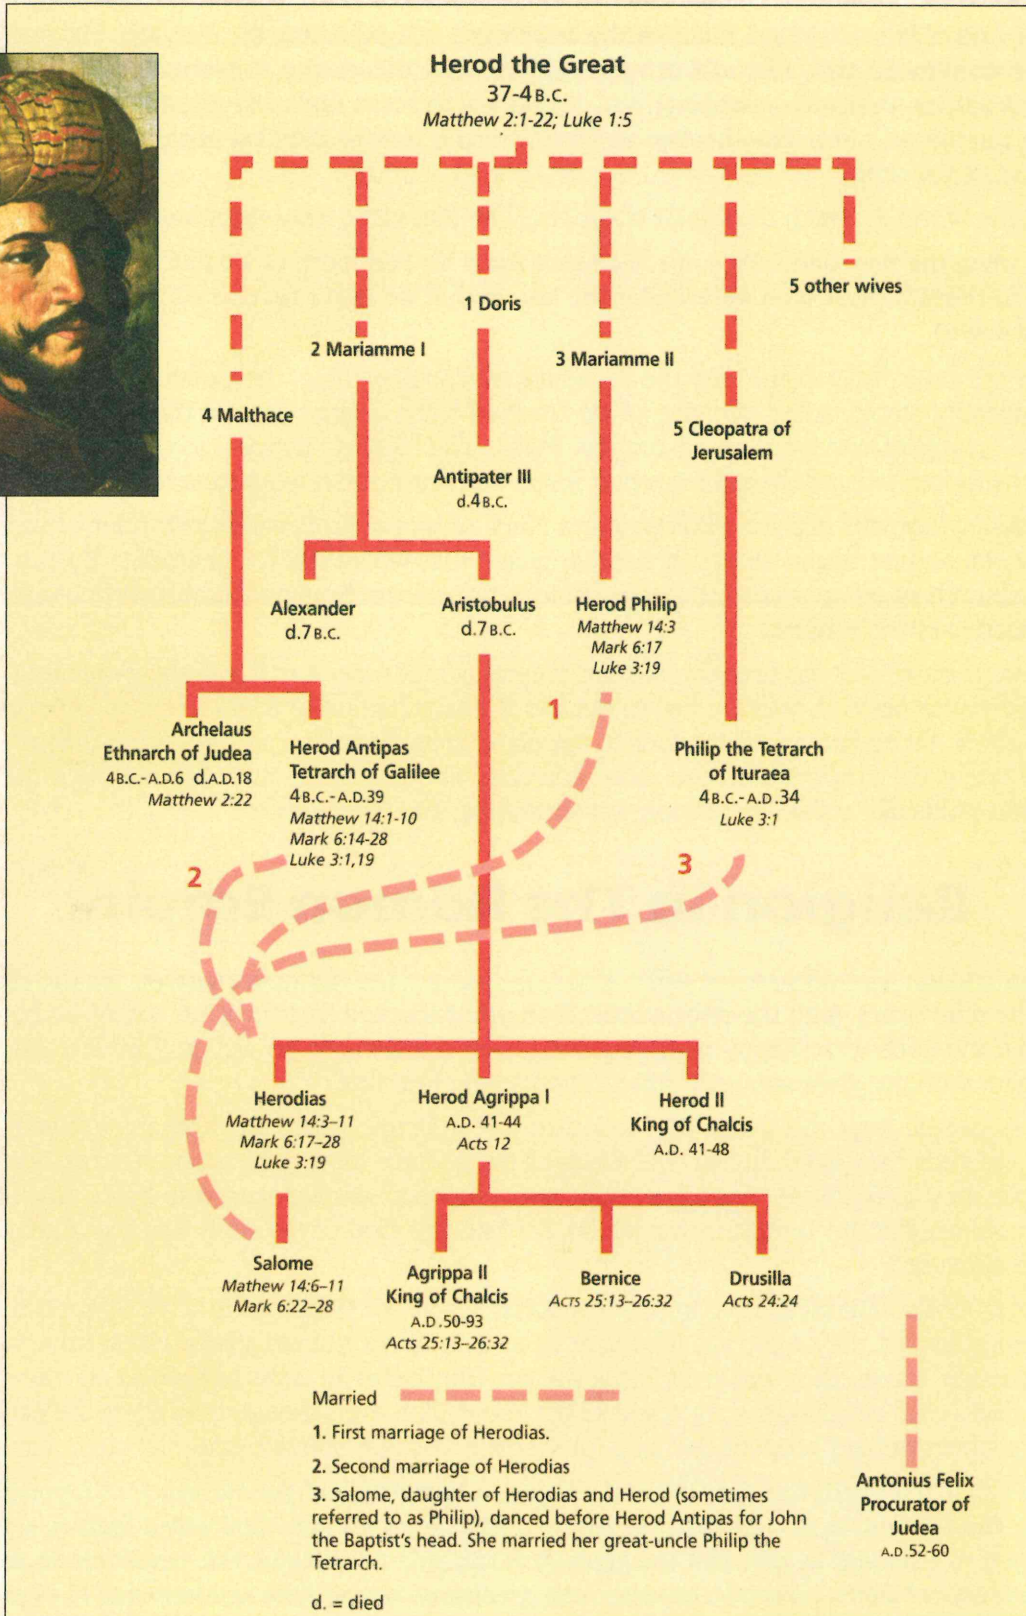 Herod the Great
37-4 B.C.
Matthew 2:1-22; Luke 1:5
5 other wives
1 Doris
2 Mariamme I
3 Mariamme II
4 Malthace
5 Cleopatra of
Jerusalem
Antipater III
d.4 B.C.
Alexander
d.7 B.C.
Aristobulus
d.7 B.C.
Herod Philip
Matthew 14:3
Mark 6:17
Luke 3:19
1
Archelaus
Ethnarch of Judea
4 B.C.-A.D.6 d.A.D.18
Matthew 2:22
Herod Antipas
Tetrarch of Galilee
4 B.C.-A.D.39
Matthew 14:1-10
Mark 6:14-28
Luke 3:1,19
Philip the Tetrarch
of Ituraea
4 B.C.-A.D.34
Luke 3:1
2
3
Herodias
Matthew 14:3–11
Mark 6:17–28
Luke 3:19
Herod Agrippa I
A.D. 41-44
Acts 12
Herod II
King of Chalcis
A.D. 41-48
Salome
Mathew 14:6–11
Mark 6:22–28
Agrippa II
King of Chalcis
A.D.50-93
Acts 25:13–26:32
Bernice
ACTS 25:13–26:32
Drusilla
Acts 24:24
Married
1. First marriage of Herodias.
2. Second marriage of Herodias
3. Salome, daughter of Herodias and Herod (sometimes
referred to as Philip), danced before Herod Antipas for John
the Baptist's head. She married her great-uncle Philip the
Tetrarch.
d. = died
Antonius Felix
Procurator of
Judea
A.D.52-60